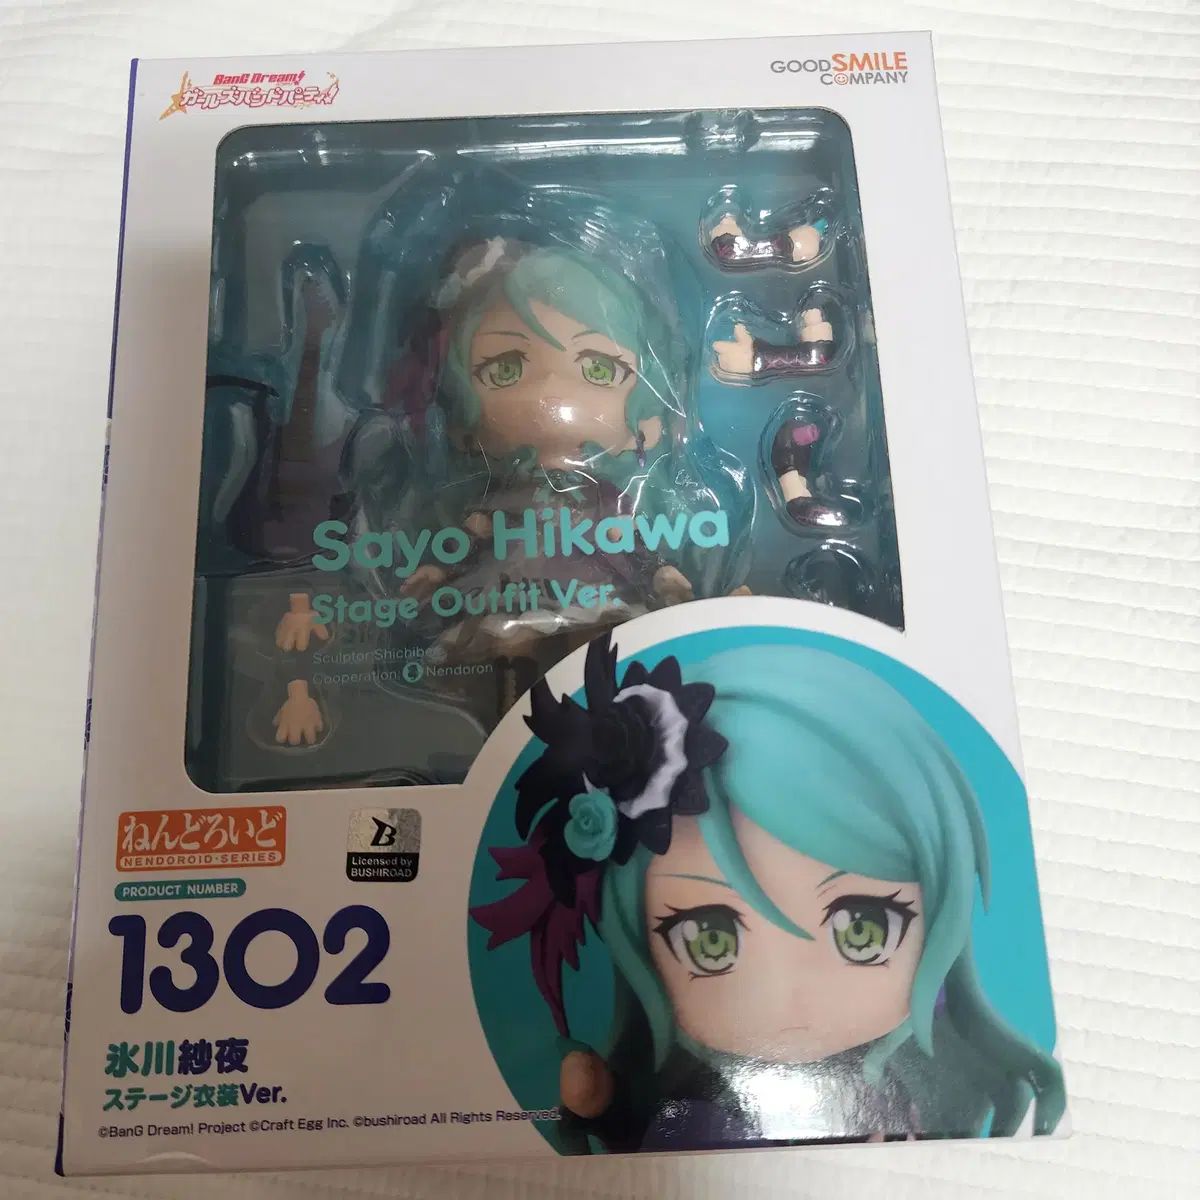 BanG Dream!
ガールズバンドパーティ!
GOOD SMILE
COMPANY
Sayo Hikawa
Stage Outfit Ver.
Sculptor:Shichibee
Cooperation: Nendoron
ねんどろいど
NENDOROID・SERIES
B
Licensed by
BUSHIROAD
PRODUCT NUMBER
1302
氷川紗夜
ステージ衣装Ver.
©BanG Dream! Project ©Craft Egg Inc. ©bushiroad All Rights Reserved.